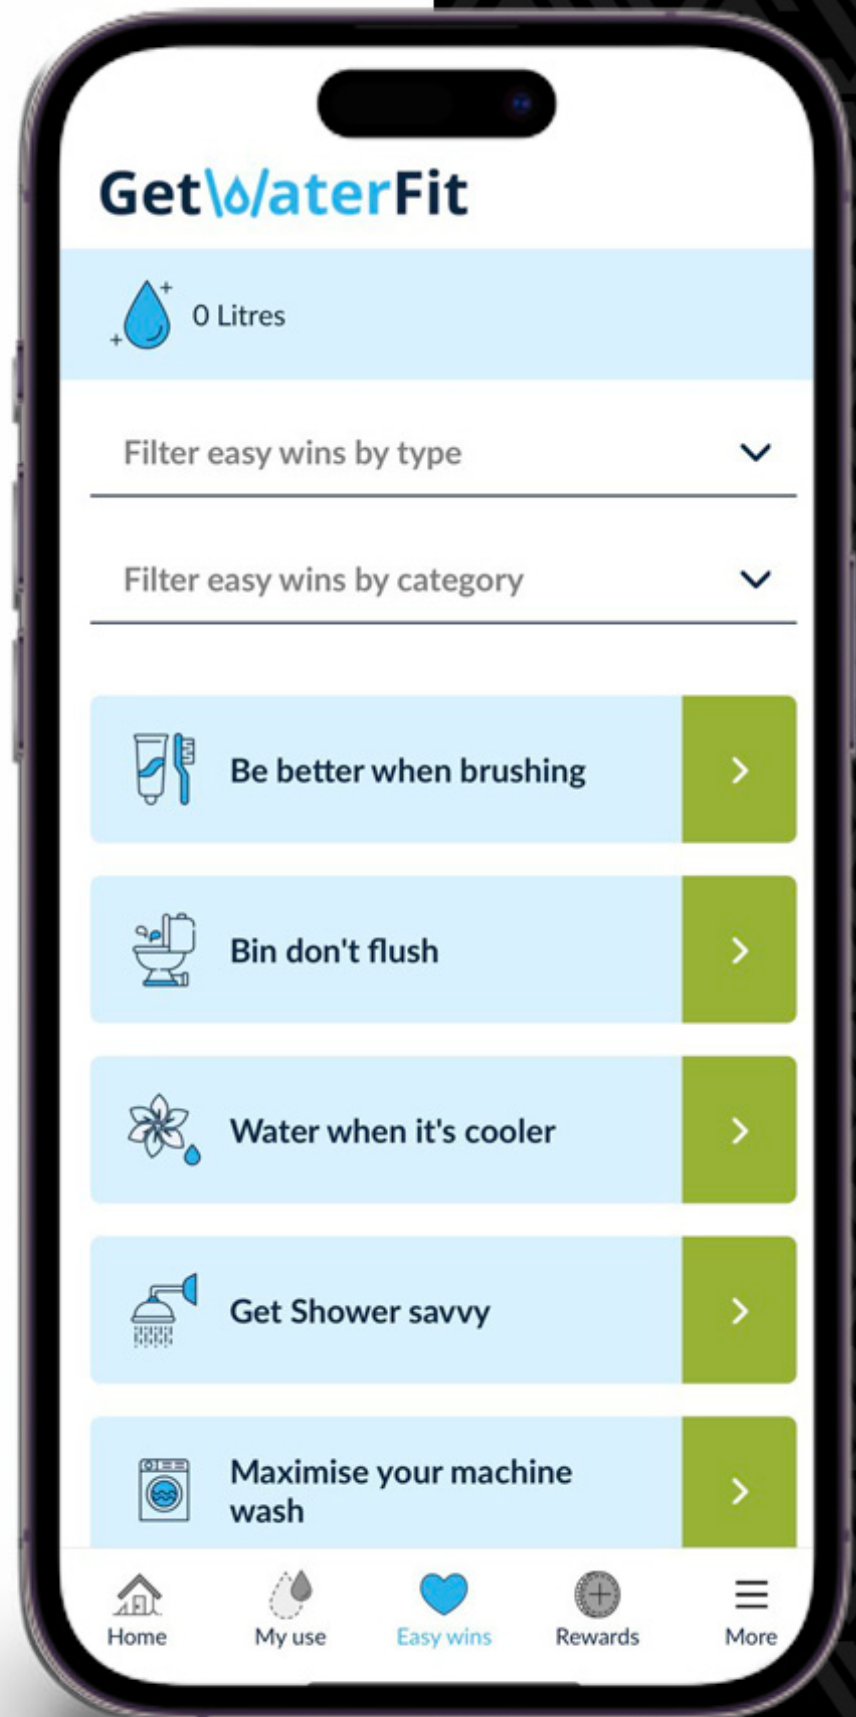 GetWaterFit
0 Litres
Filter easy wins by type
Filter easy wins by category
Be better when brushing
Bin don't flush
Water when it's cooler
Get Shower savvy
Maximise your machine
wash
Home My use Easy wins Rewards More